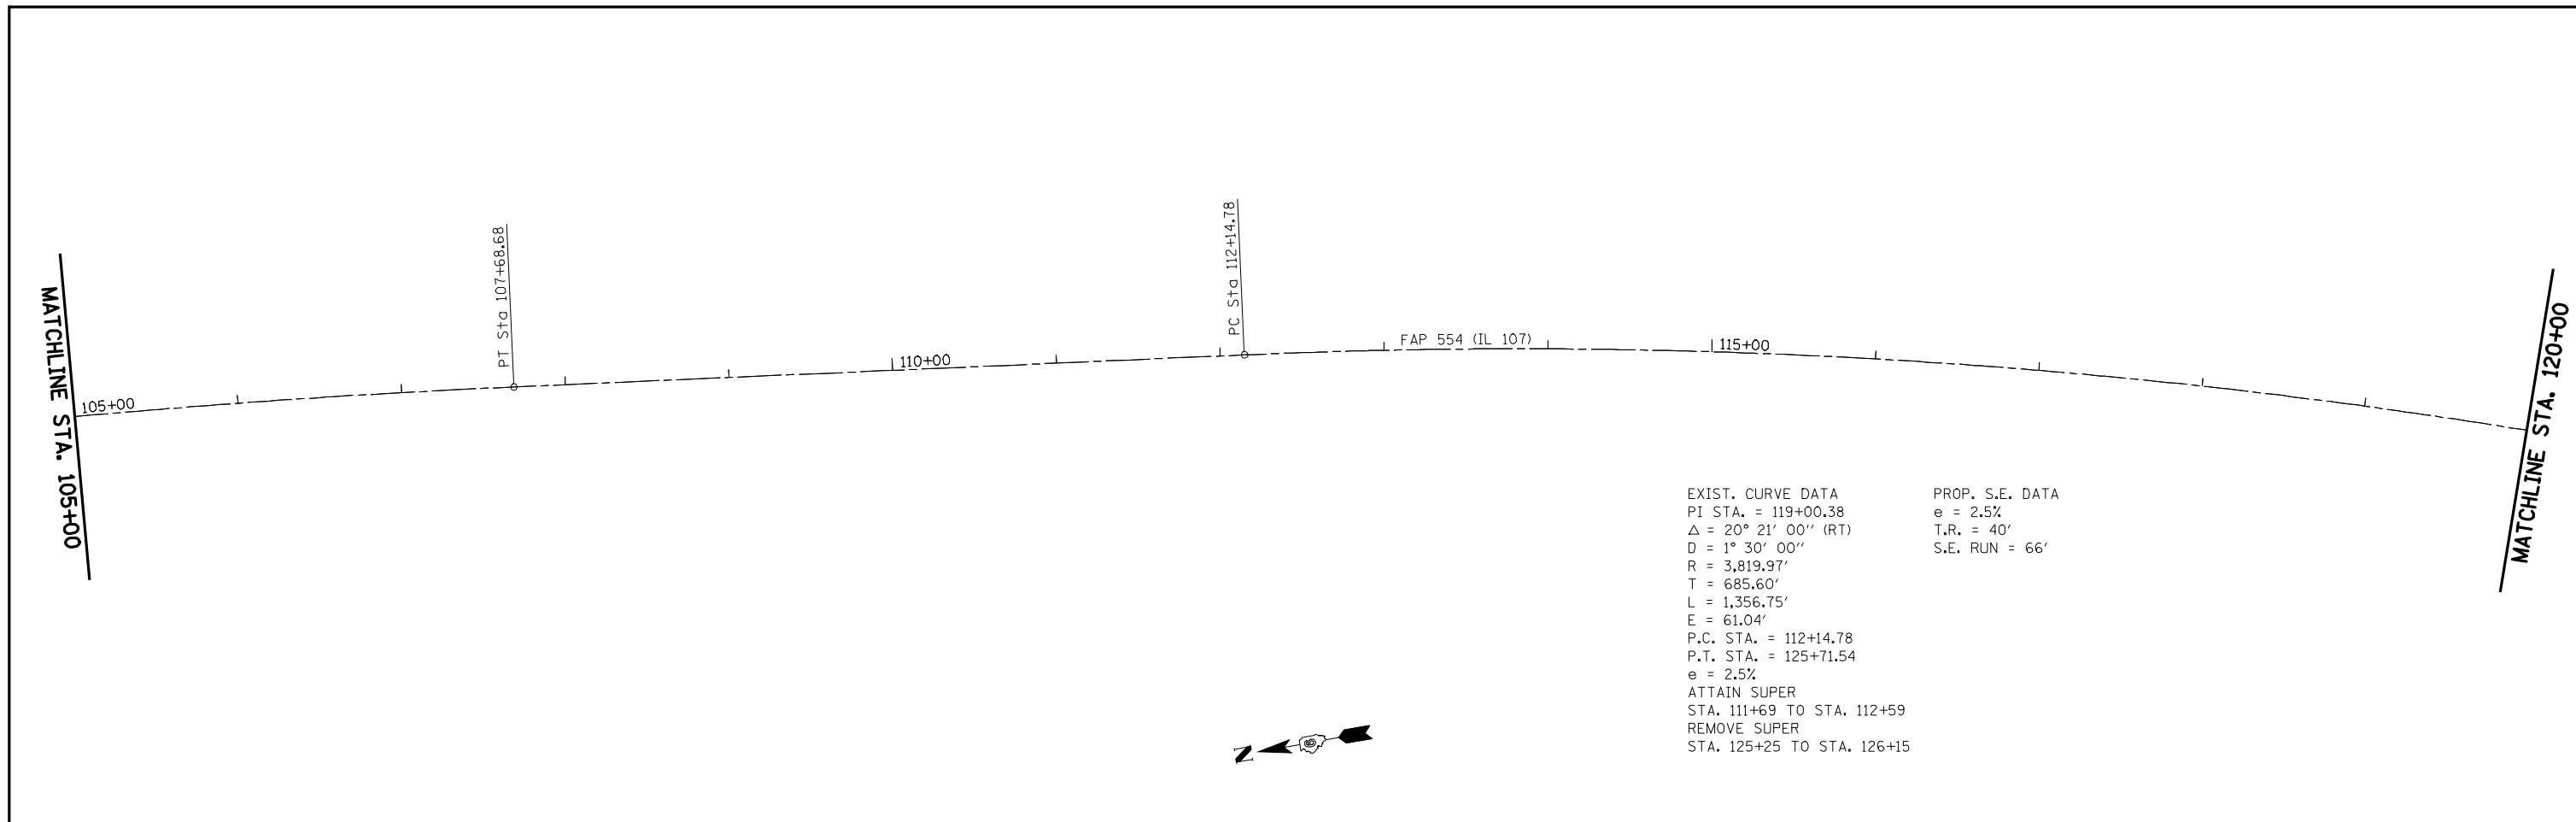 MATCHLINE STA. 105+00
105+00
PT Sta 107+68.68
110+00
PC Sta 112+14.78
FAP 554 (IL 107)
115+00
MATCHLINE STA. 120+00
EXIST. CURVE DATA
PI STA. = 119+00.38
△ = 20° 21' 00'' (RT)
D = 1° 30' 00''
R = 3,819.97'
T = 685.60'
L = 1,356.75'
E = 61.04'
P.C. STA. = 112+14.78
P.T. STA. = 125+71.54
e = 2.5%
ATTAIN SUPER
STA. 111+69 TO STA. 112+59
REMOVE SUPER
STA. 125+25 TO STA. 126+15
PROP. S.E. DATA
e = 2.5%
T.R. = 40'
S.E. RUN = 66'
N